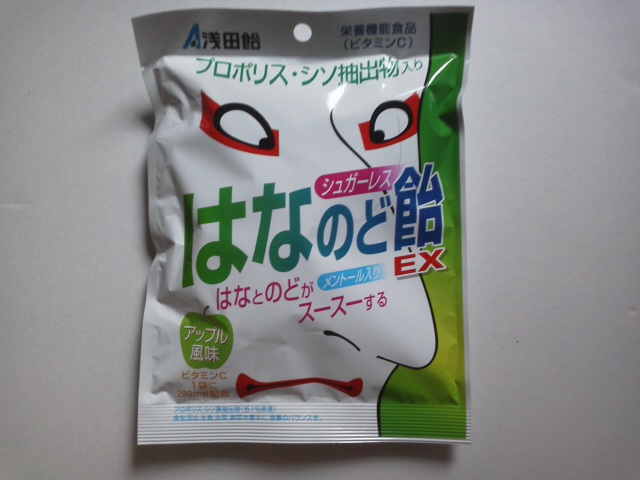 浅田飴
栄養機能食品
(ビタミンC)
プロポリス・シソ抽出物入り
シュガーレス
はなのど飴
EX
メントール入り
はなとのどが
スースーする
アップル
風味
ビタミンC
1袋に
配合